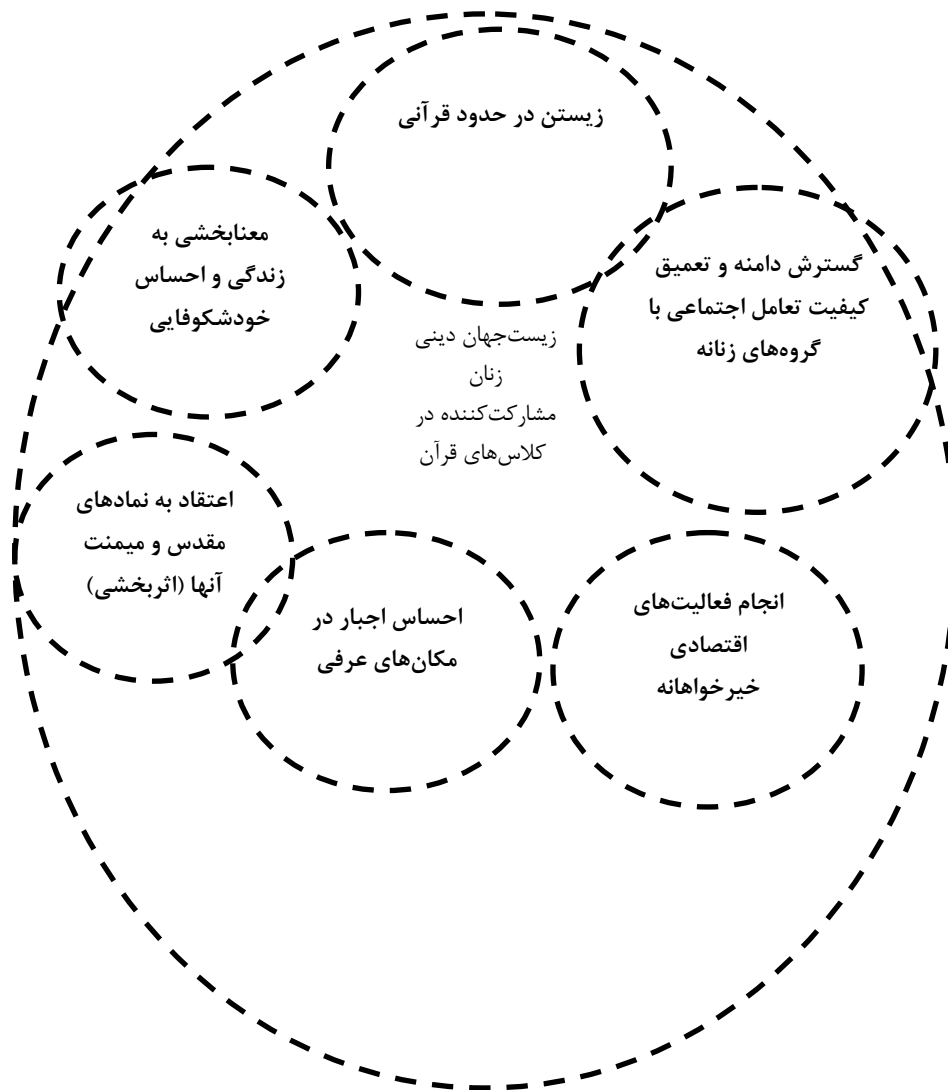 زیستن در حدود قرآنی
معنابخشی به
زندگی و احساس
خودشکوفایی
گسترش دامنه و تعمیق
کیفیت تعامل اجتماعی با
گروه‌های زنانه
زیست‌جهان دینی
زنان
مشارکت‌کننده در
کلاس‌های قرآن
اعتقاد به نمادهای
مقدس و میمنت
آنها (اثربخشی)
احساس اجبار در
مکان‌های عرفی
انجام فعالیت‌های
اقتصادی
خیرخواهانه